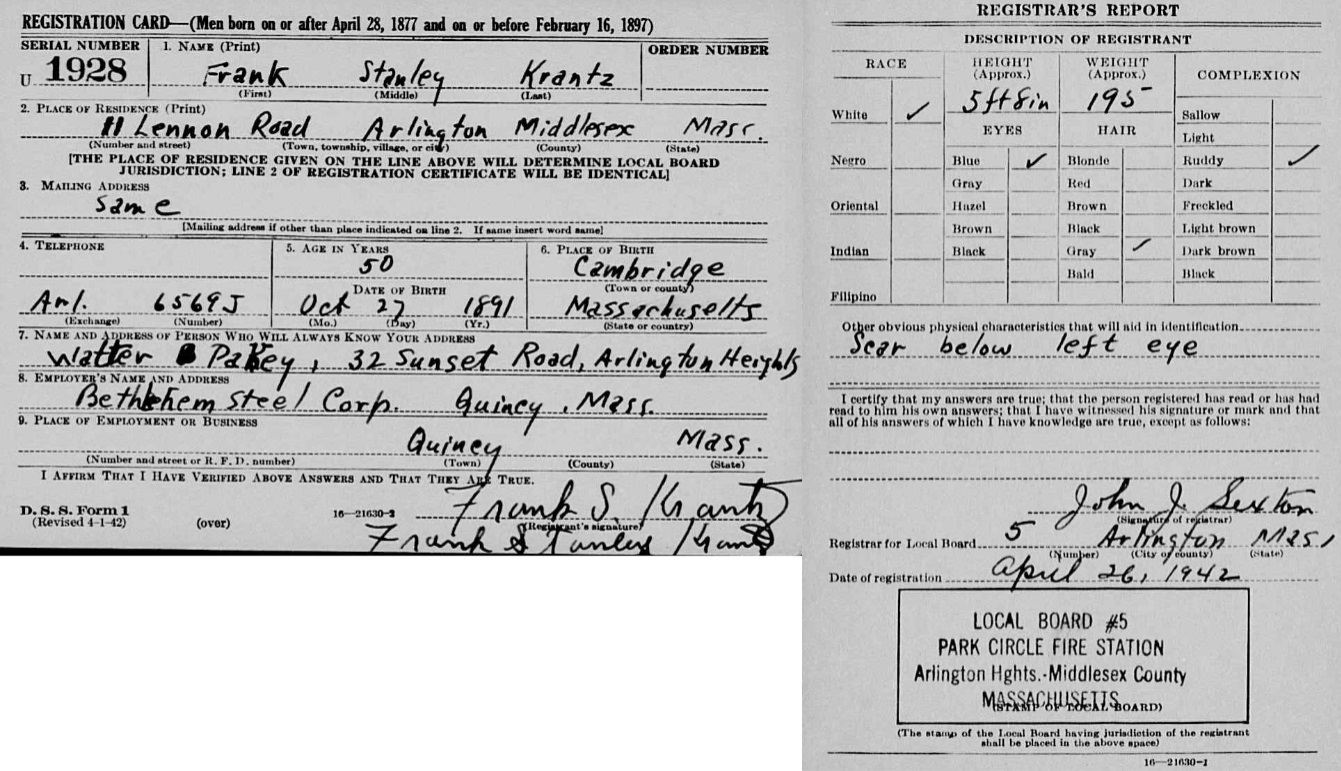 REGISTRATION CARD—(Men born on or after April 28, 1877 and on or before February 16, 1897)
SERIAL NUMBER
1. NAME (Print)
ORDER NUMBER
U 1928
Frank Stanley Krantz
(First) (Middle) (Last)
2. PLACE OF RESIDENCE (Print)
11 Lennon Road Arlington Middlesex Mass.
(Number and street) (Town, township, village, or city) (County) (State)
[THE PLACE OF RESIDENCE GIVEN ON THE LINE ABOVE WILL DETERMINE LOCAL BOARD
JURISDICTION; LINE 2 OF REGISTRATION CERTIFICATE WILL BE IDENTICAL]
3. MAILING ADDRESS
Same
[Mailing address if other than place indicated on line 2. If same insert word same]
4. TELEPHONE
Arl. 6569J
(Exchange) (Number)
5. AGE IN YEARS
50
DATE OF BIRTH
Oct 27 1891
(Mo.) (Day) (Yr.)
6. PLACE OF BIRTH
Cambridge
(Town or county)
Massachusetts
(State or country)
7. NAME AND ADDRESS OF PERSON WHO WILL ALWAYS KNOW YOUR ADDRESS
Walter Pakey, 32 Sunset Road, Arlington Heights
8. EMPLOYER'S NAME AND ADDRESS
Bethlehem Steel Corp. Quincy, Mass.
9. PLACE OF EMPLOYMENT OR BUSINESS
Quincy Mass.
(Number and street or R. F. D. number) (Town) (County) (State)
I AFFIRM THAT I HAVE VERIFIED ABOVE ANSWERS AND THAT THEY ARE TRUE.
Frank S. Krantz
D. S. S. Form 1
(Revised 4-1-42) (over) 16—21630-2 (Registrant's signature)
Frank Stanley Krantz
REGISTRAR'S REPORT
DESCRIPTION OF REGISTRANT
RACE
White ✓
Negro
Oriental
Indian
Filipino
HEIGHT
(Approx.)
5 ft 8 in
WEIGHT
(Approx.)
195
EYES
Blue ✓
Gray
Hazel
Brown
Black
HAIR
Blonde
Red
Brown
Black
Gray ✓
Bald
COMPLEXION
Sallow
Light
Ruddy ✓
Dark
Freckled
Light brown
Dark brown
Black
Other obvious physical characteristics that will aid in identification
Scar below left eye
I certify that my answers are true; that the person registered has read or has had
read to him his own answers; that I have witnessed his signature or mark and that
all of his answers of which I have knowledge are true, except as follows:
John J. Sexton
(Signature of registrar)
Registrar for Local Board 5 Arlington Mass
(Number) (City or county) (State)
Date of registration April 26, 1942
LOCAL BOARD #5
PARK CIRCLE FIRE STATION
Arlington Hghts.-Middlesex County
MASSACHUSETTS
(STAMP OF LOCAL BOARD)
(The stamp of the Local Board having jurisdiction of the registrant
shall be placed in the above space)
16—21630-1